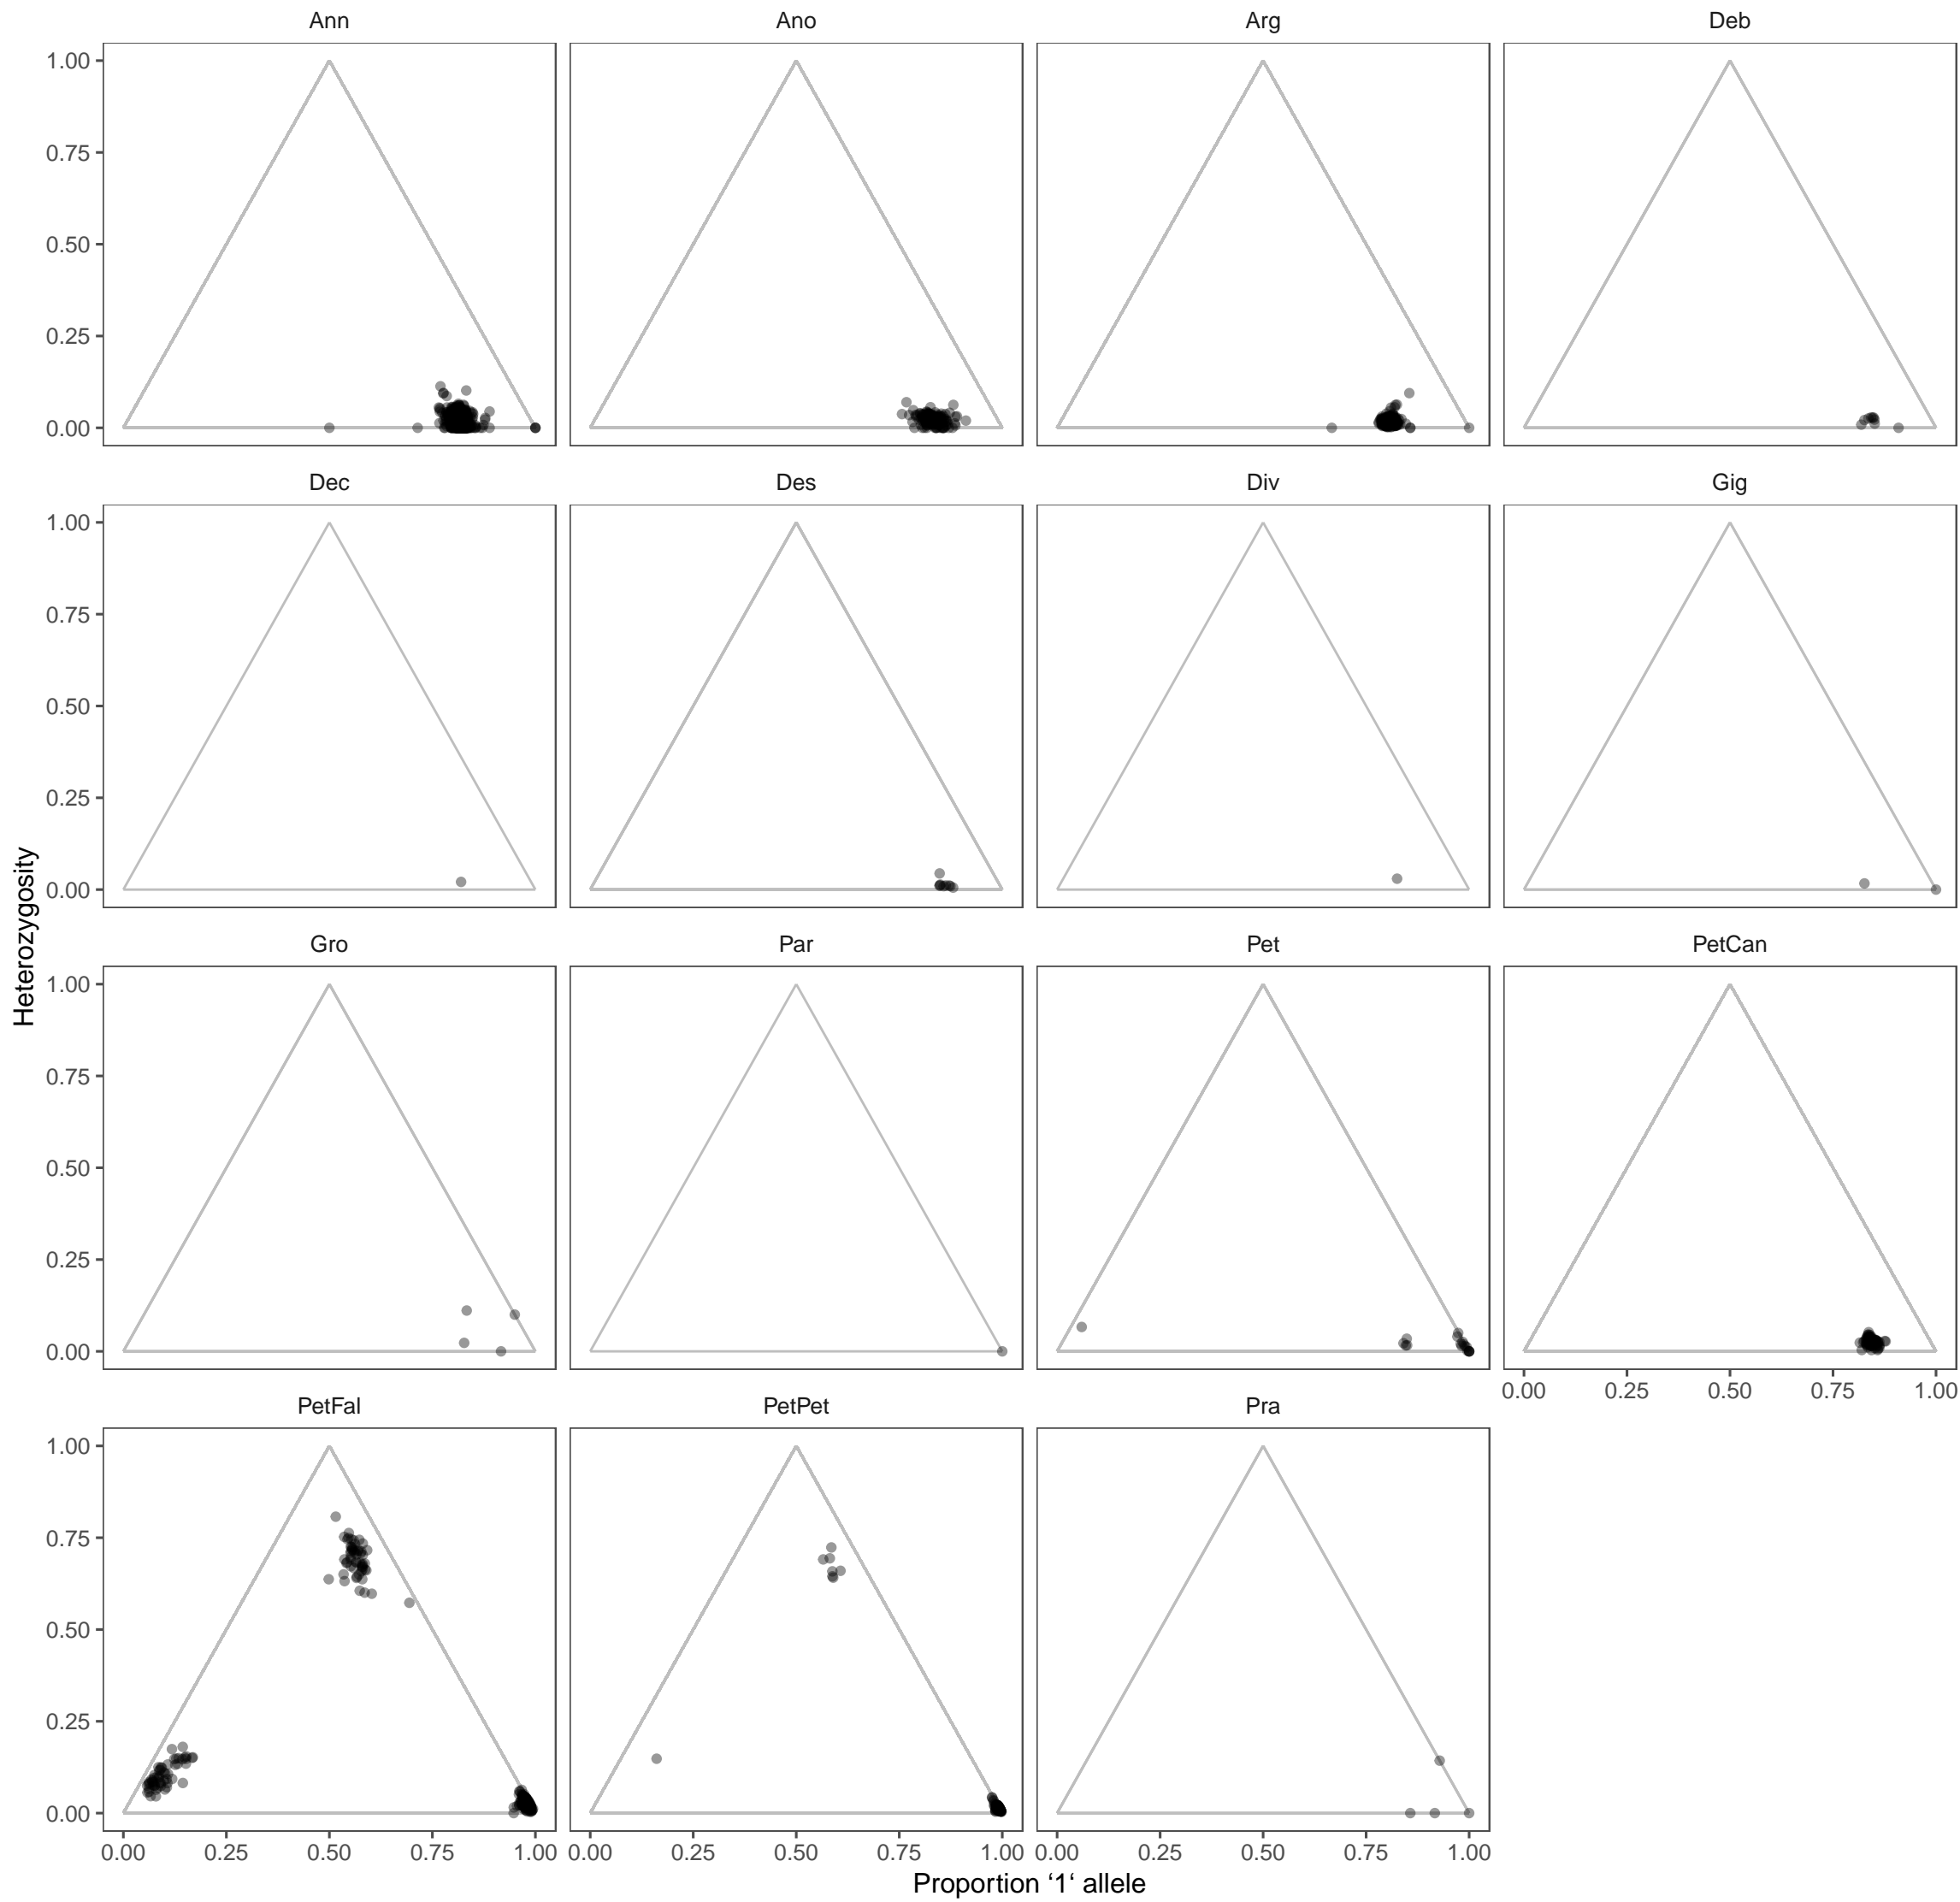 Ann Ano Arg Deb
1.00
0.75
0.50
0.25
0.00
Dec Des Div Gig
1.00
0.75
0.50
0.25
0.00
Heterozygosity
Gro Par Pet PetCan
1.00
0.75
0.50
0.25
0.00
0.00 0.25 0.50 0.75 1.00
PetFal PetPet Pra
1.00
0.75
0.50
0.25
0.00
0.00 0.25 0.50 0.75 1.00 0.00 0.25 0.50 0.75 1.00 0.00 0.25 0.50 0.75 1.00
Proportion ‘1‘ allele